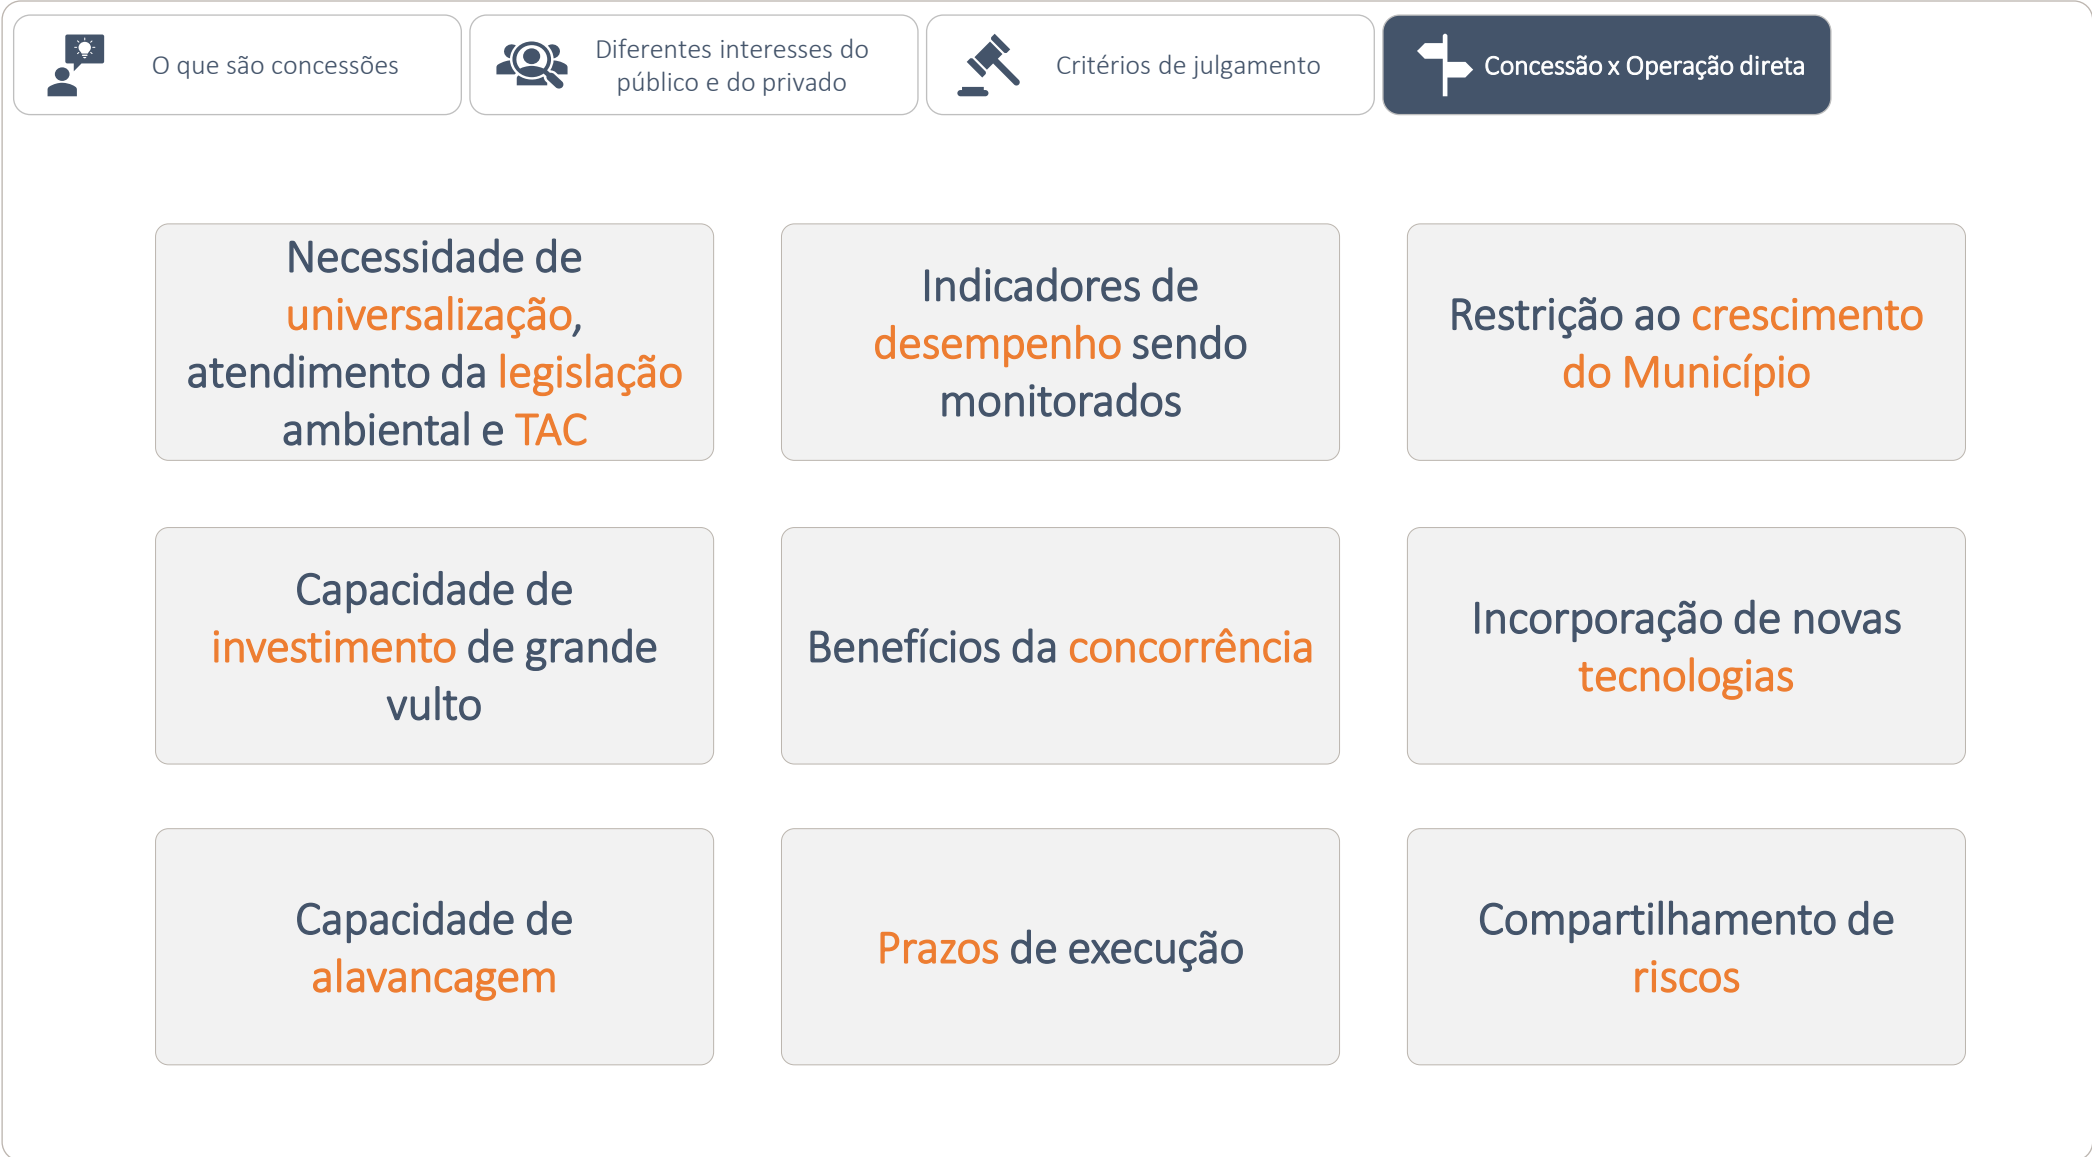 O que são concessões
Diferentes interesses do
público e do privado
Critérios de julgamento
Concessão x Operação direta
Necessidade de
universalização,
atendimento da legislação
ambiental e TAC
Indicadores de
desempenho sendo
monitorados
Restrição ao crescimento
do Município
Capacidade de
investimento de grande
vulto
Benefícios da concorrência
Incorporação de novas
tecnologias
Capacidade de
alavancagem
Prazos de execução
Compartilhamento de
riscos